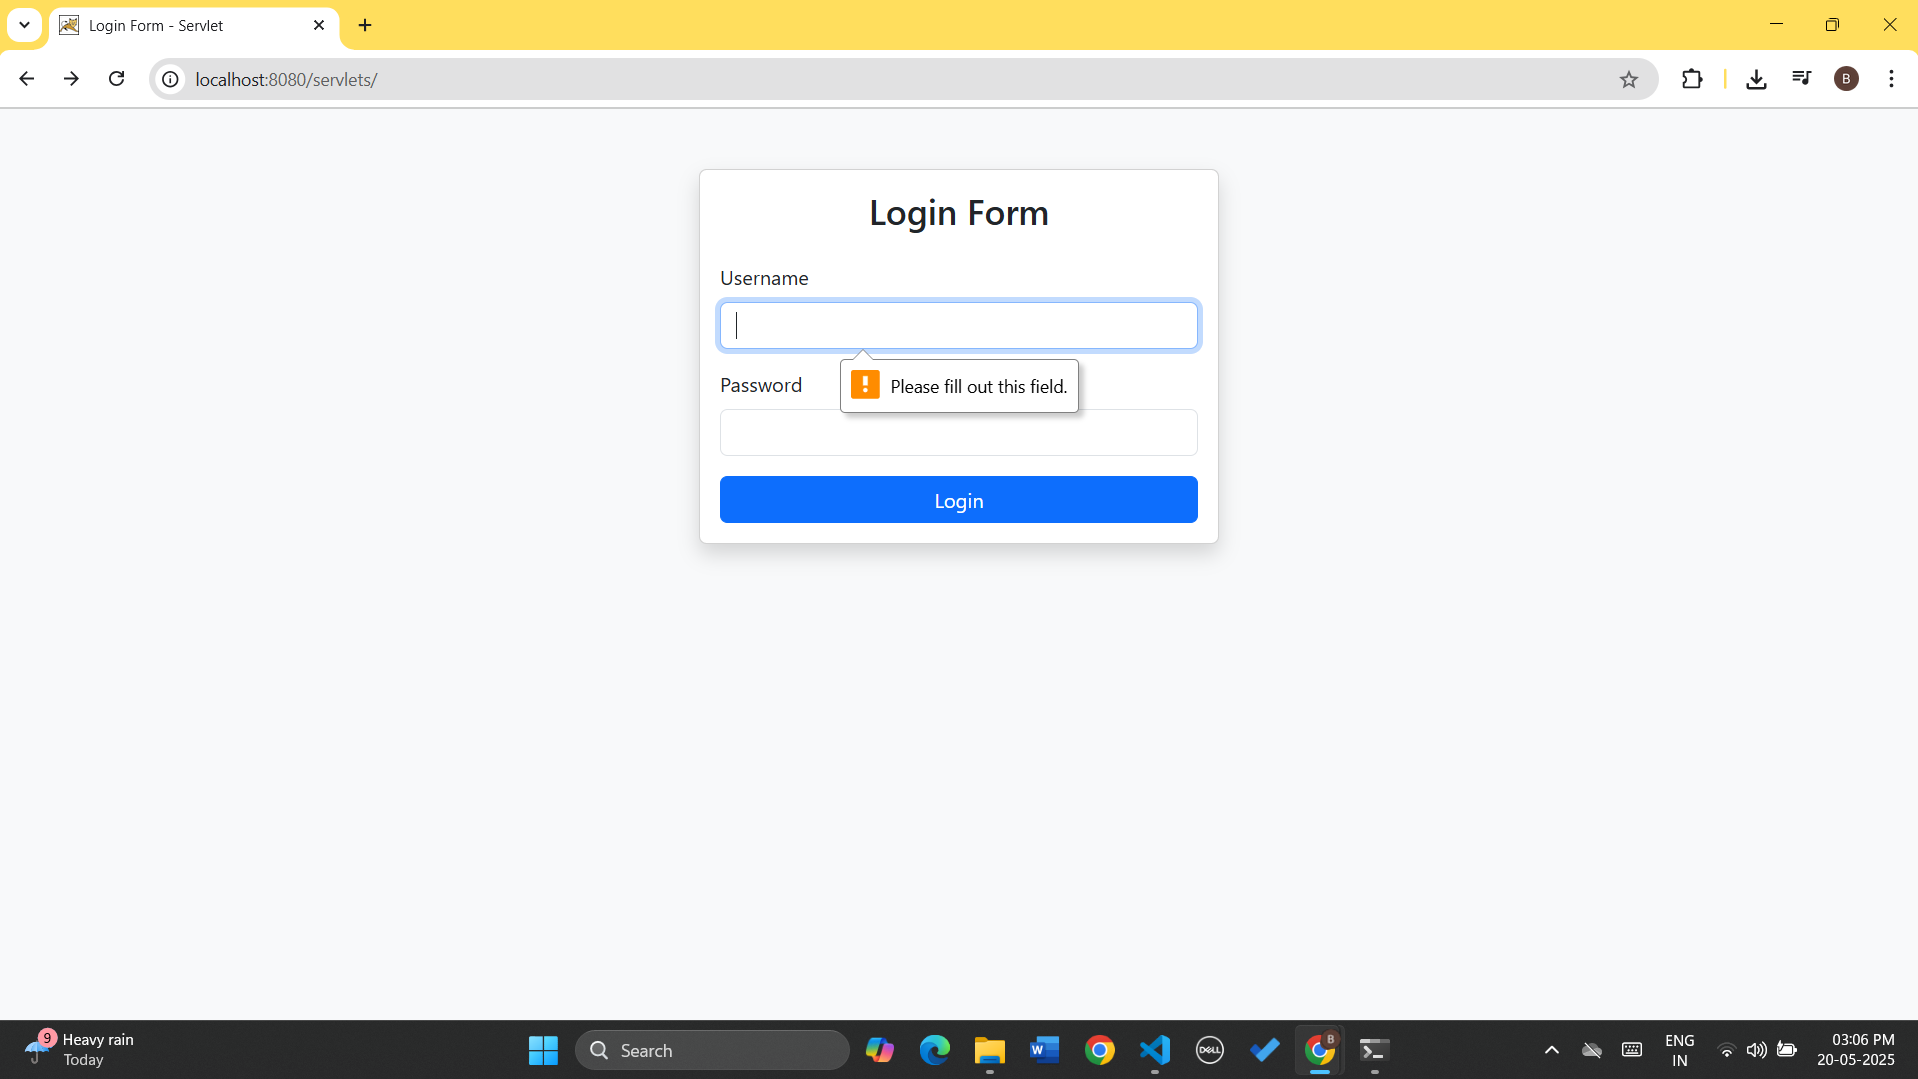 Login Form - Servlet
localhost:8080/servlets/
B
Login Form
Username
Please fill out this field.
Password
Login
9
Heavy rain
Today
Search
W
DELL
B
ENG
IN
03:06 PM
20-05-2025